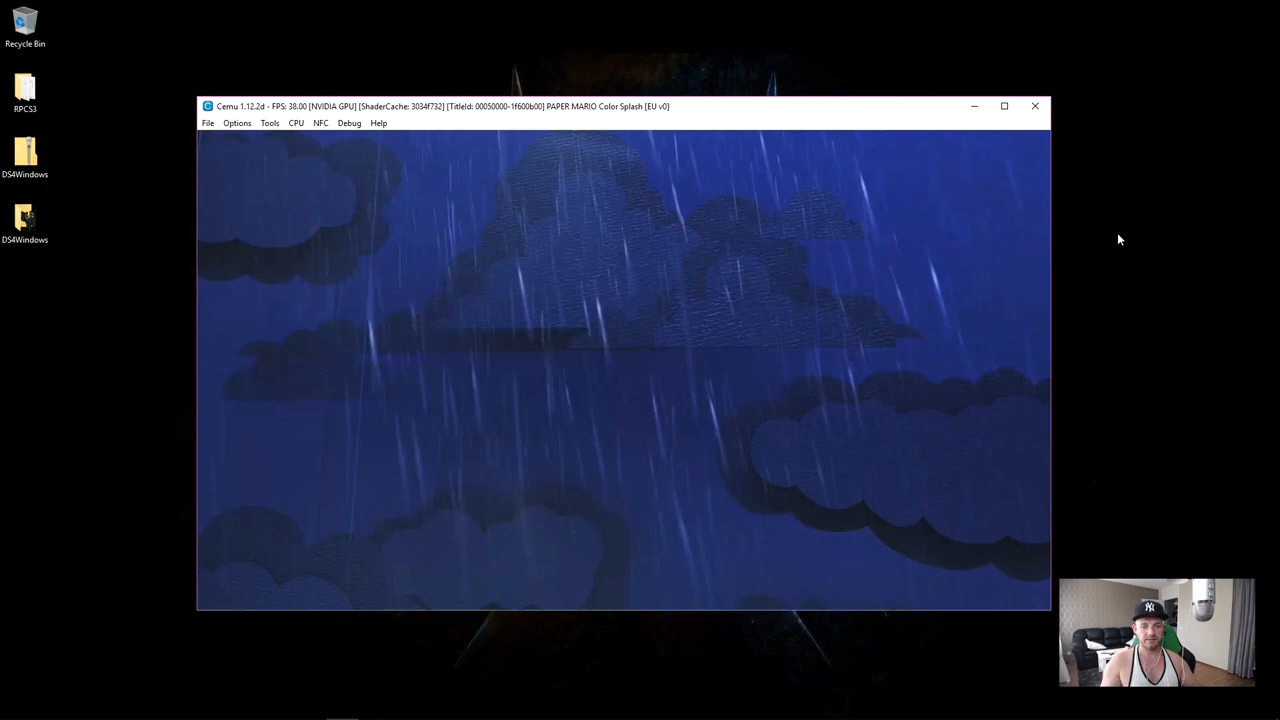 Recycle Bin
RPCS3
DS4Windows
DS4Windows
Cemu 1.12.2d - FPS: 38.00 [NVIDIA GPU] [ShaderCache: 3034f732] [TitleId: 00050000-1f600b00] PAPER MARIO Color Splash [EU v0]
File Options Tools CPU NFC Debug Help
NY